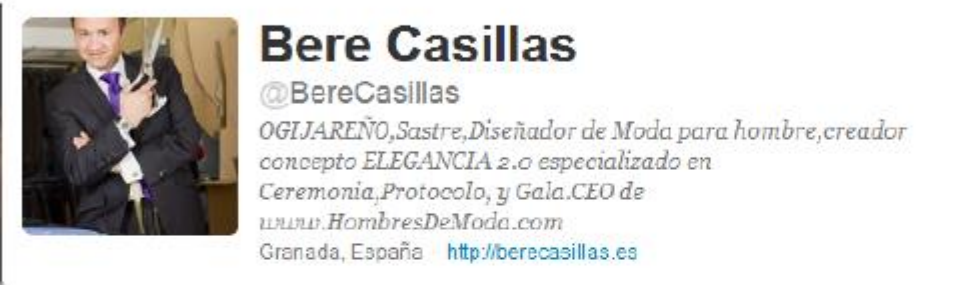 Bere Casillas
@BereCasillas
OGIJAREÑO,Sastre,Diseñador de Moda para hombre,creador
concepto ELEGANCIA 2.0 especializado en
Ceremonia,Protocolo, y Gala.CEO de
www.HombresDeModa.com
Granada, España http://berecasillas.es